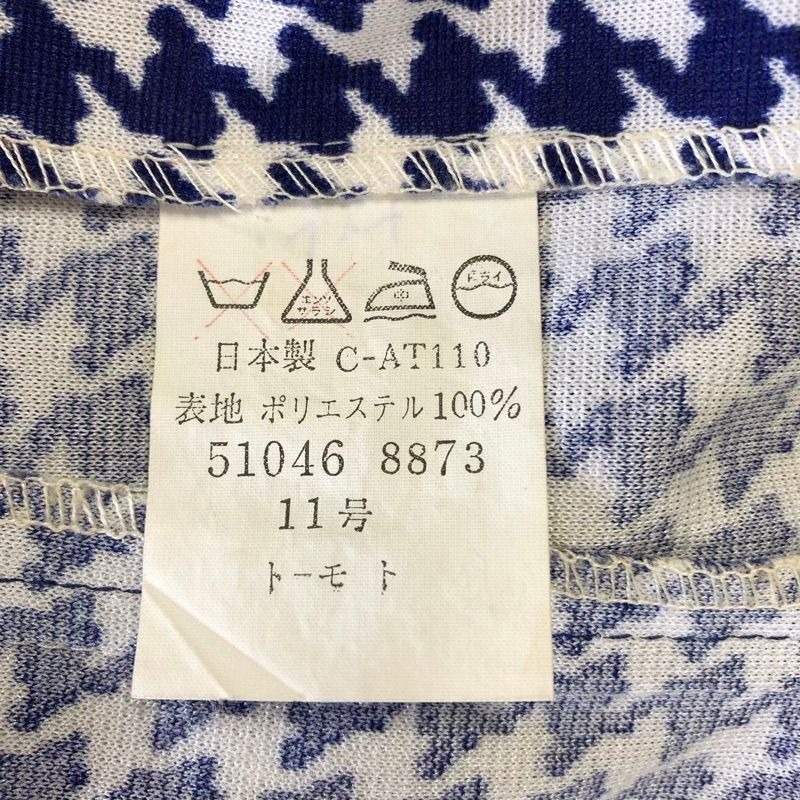 エンソ
サラシ
中
ドライ
日本製 C-AT110
表地 ポリエステル100%
51046 8873
11号
トーモト